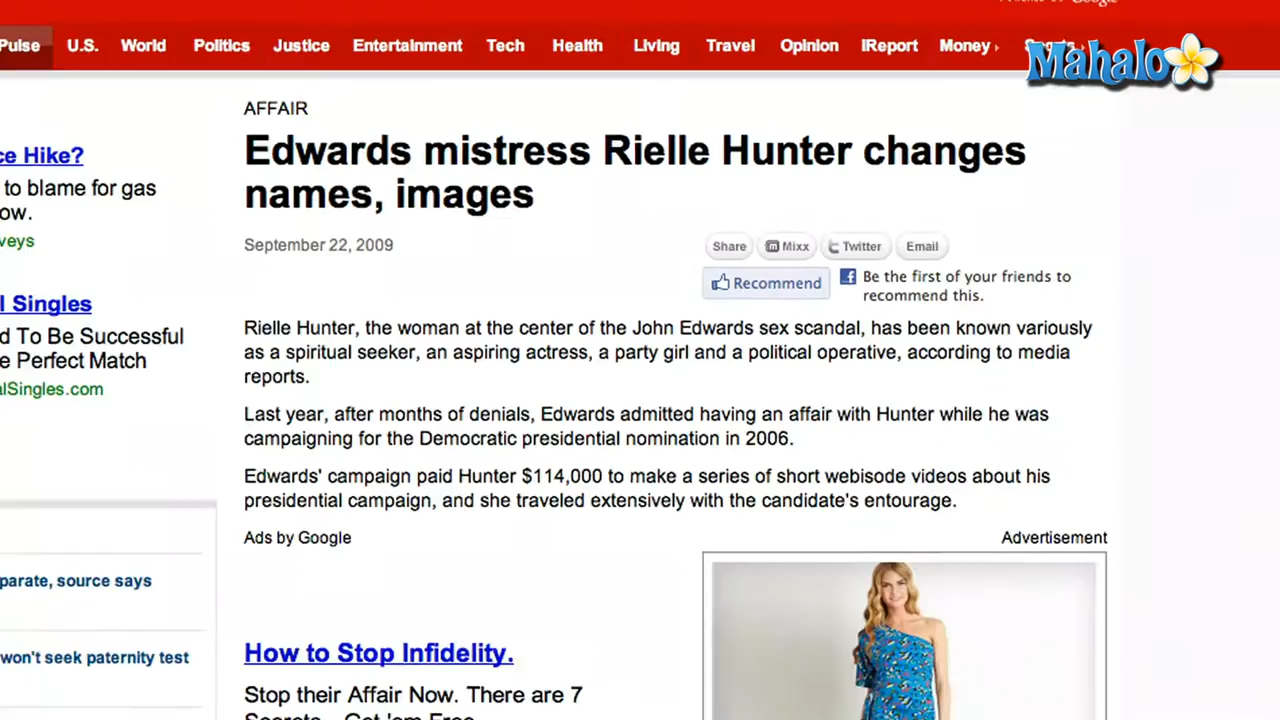 Google
Pulse U.S. World Politics Justice Entertainment Tech Health Living Travel Opinion iReport Money › Sports ›
Mahalo
AFFAIR
Edwards mistress Rielle Hunter changes
names, images
September 22, 2009
Share Mixx Twitter Email
Recommend
Be the first of your friends to
recommend this.
Rielle Hunter, the woman at the center of the John Edwards sex scandal, has been known variously
as a spiritual seeker, an aspiring actress, a party girl and a political operative, according to media
reports.
Last year, after months of denials, Edwards admitted having an affair with Hunter while he was
campaigning for the Democratic presidential nomination in 2006.
Edwards' campaign paid Hunter $114,000 to make a series of short webisode videos about his
presidential campaign, and she traveled extensively with the candidate's entourage.
Ads by Google
Advertisement
How to Stop Infidelity.
Stop their Affair Now. There are 7
ce Hike?
to blame for gas
ow.
veys
l Singles
d To Be Successful
e Perfect Match
alSingles.com
parate, source says
won't seek paternity test